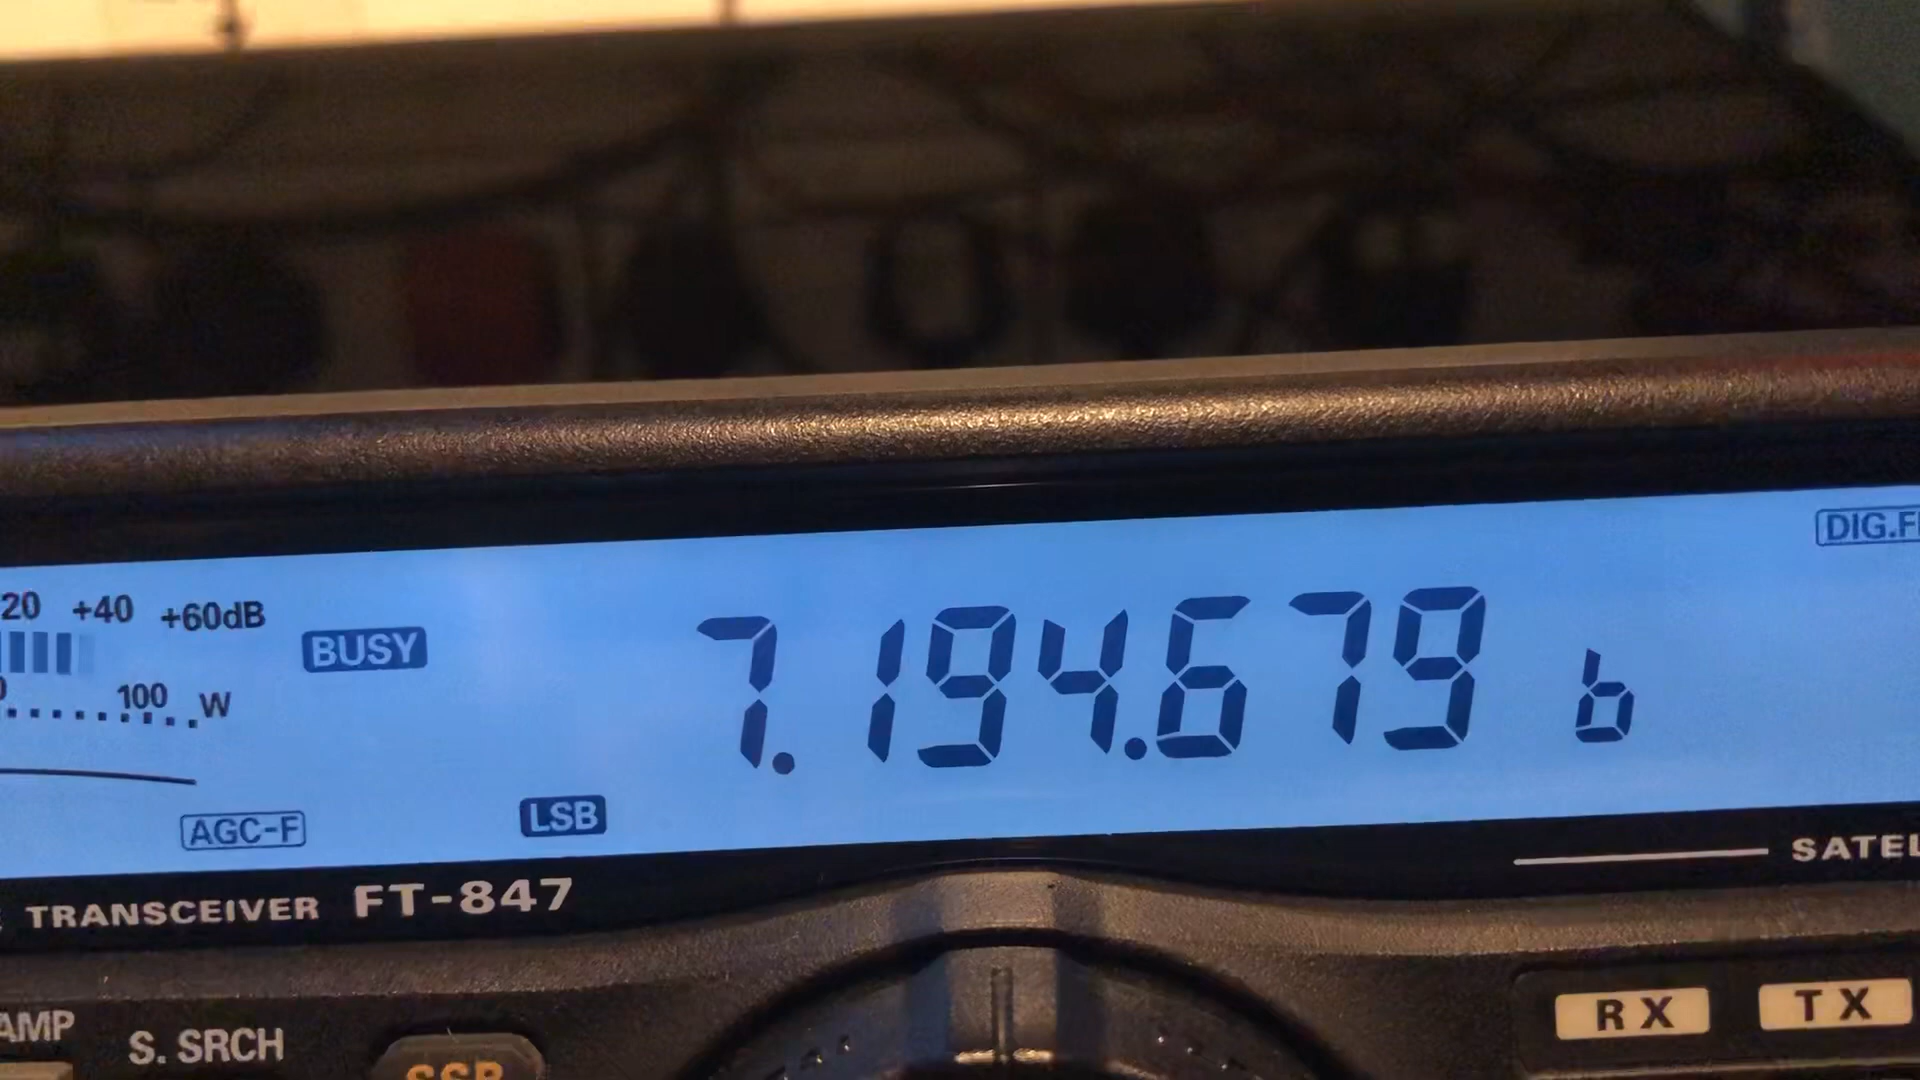 20 +40 +60dB
BUSY
7.194.679 b
DIG.F
100 W
AGC-F
LSB
TRANSCEIVER FT-847
SATEL
AMP
S. SRCH
SSB
RX
TX